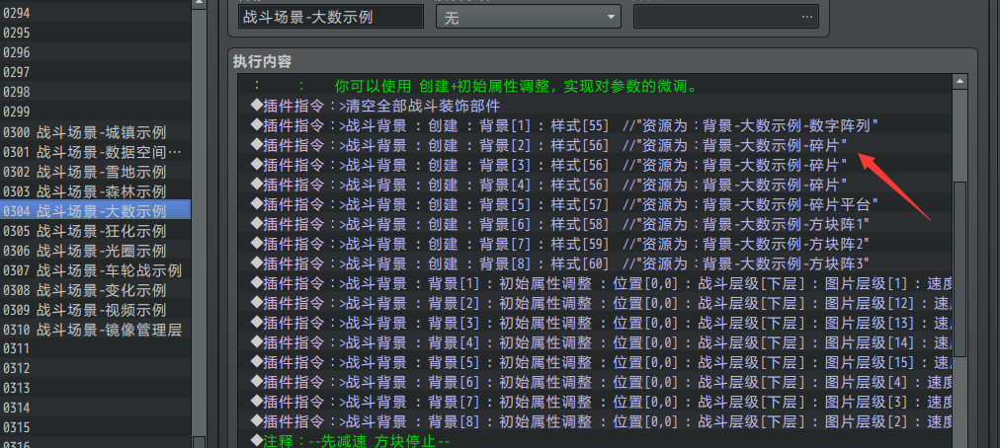 0294
0295
0296
0297
0298
0299
0300 战斗场景-城镇示例
0301 战斗场景-数据空间…
0302 战斗场景-雪地示例
0303 战斗场景-森林示例
0304 战斗场景-大数示例
0305 战斗场景-狂化示例
0306 战斗场景-光圈示例
0307 战斗场景-车轮战示例
0308 战斗场景-变化示例
0309 战斗场景-视频示例
0310 战斗场景-镜像管理层
0311
0312
0313
0314
0315
0316
战斗场景-大数示例
无
...
执行内容
： ： 你可以使用 创建+初始属性调整，实现对参数的微调。
◆插件指令：>清空全部战斗装饰部件
◆插件指令：>战斗背景 : 创建 : 背景[1] : 样式[55] //"资源为：背景-大数示例-数字阵列"
◆插件指令：>战斗背景 : 创建 : 背景[2] : 样式[56] //"资源为：背景-大数示例-碎片"
◆插件指令：>战斗背景 : 创建 : 背景[3] : 样式[56] //"资源为：背景-大数示例-碎片"
◆插件指令：>战斗背景 : 创建 : 背景[4] : 样式[56] //"资源为：背景-大数示例-碎片"
◆插件指令：>战斗背景 : 创建 : 背景[5] : 样式[57] //"资源为：背景-大数示例-碎片平台"
◆插件指令：>战斗背景 : 创建 : 背景[6] : 样式[58] //"资源为：背景-大数示例-方块阵1"
◆插件指令：>战斗背景 : 创建 : 背景[7] : 样式[59] //"资源为：背景-大数示例-方块阵2"
◆插件指令：>战斗背景 : 创建 : 背景[8] : 样式[60] //"资源为：背景-大数示例-方块阵3"
◆插件指令：>战斗背景 : 背景[1] : 初始属性调整 : 位置[0,0] : 战斗层级[下层] : 图片层级[1] : 速度
◆插件指令：>战斗背景 : 背景[2] : 初始属性调整 : 位置[0,0] : 战斗层级[下层] : 图片层级[12] : 速
◆插件指令：>战斗背景 : 背景[3] : 初始属性调整 : 位置[0,0] : 战斗层级[下层] : 图片层级[13] : 速
◆插件指令：>战斗背景 : 背景[4] : 初始属性调整 : 位置[0,0] : 战斗层级[下层] : 图片层级[14] : 速
◆插件指令：>战斗背景 : 背景[5] : 初始属性调整 : 位置[0,0] : 战斗层级[下层] : 图片层级[15] : 速
◆插件指令：>战斗背景 : 背景[6] : 初始属性调整 : 位置[0,0] : 战斗层级[下层] : 图片层级[4] : 速度
◆插件指令：>战斗背景 : 背景[7] : 初始属性调整 : 位置[0,0] : 战斗层级[下层] : 图片层级[3] : 速度
◆插件指令：>战斗背景 : 背景[8] : 初始属性调整 : 位置[0,0] : 战斗层级[下层] : 图片层级[2] : 速度
◆注释：--先减速 方块停止--